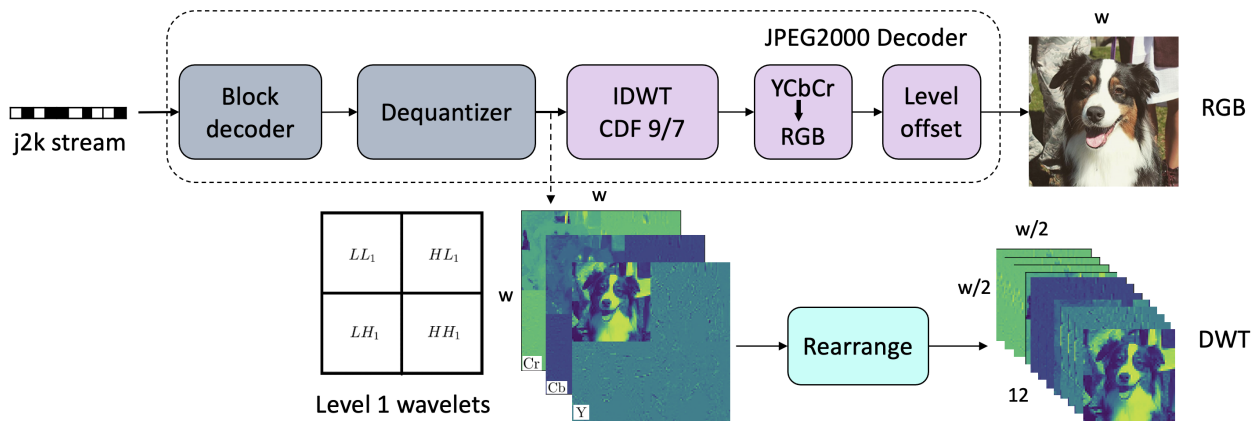 JPEG2000 Decoder
w
j2k stream
Block
decoder
Dequantizer
IDWT
CDF 9/7
YCbCr
RGB
Level
offset
RGB
LL₁
HL₁
LH₁
HH₁
Level 1 wavelets
w
w
Cr
Cb
Y
Rearrange
w/2
w/2
12
DWT